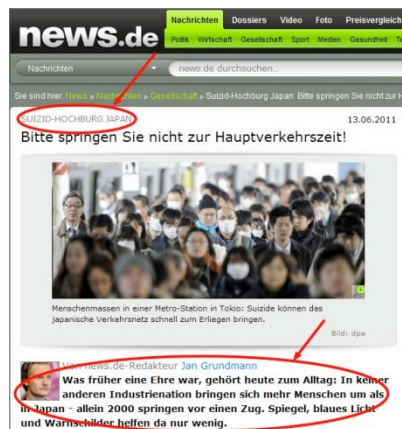 news.de
Nachrichten Dossiers Video Foto Preisvergleich
Politik Wirtschaft Gesellschaft Sport Medien Gesundheit
Nachrichten news.de durchsuchen...
Sie sind hier: News » Nachrichten » Gesellschaft » Suizid-Hochburg Japan: Bitte springen Sie nicht zur
SUIZID-HOCHBURG JAPAN 13.06.2011
Bitte springen Sie nicht zur Hauptverkehrszeit!
Menschenmassen in einer Metro-Station in Tokio: Suizide können das
japanische Verkehrsnetz schnell zum Erliegen bringen.
Bild: dpa
Von news.de-Redakteur Jan Grundmann
Was früher eine Ehre war, gehört heute zum Alltag: In keiner
anderen Industrienation bringen sich mehr Menschen um als
in Japan - allein 2000 springen vor einen Zug. Spiegel, blaues Licht
und Warnschilder helfen da nur wenig.